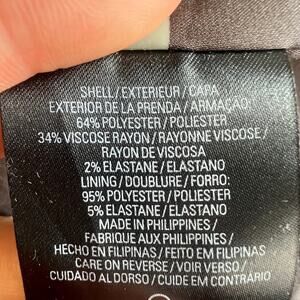 SHELL / EXTERIEUR / CAPA
EXTERIOR DE LA PRENDA / ARMAÇÃO:
64% POLYESTER / POLIESTER
34% VISCOSE RAYON / RAYONNE VISCOSE /
RAYON DE VISCOSA
2% ELASTANE / ELASTANO
LINING / DOUBLURE / FORRO:
95% POLYESTER / POLIESTER
5% ELASTANE / ELASTANO
MADE IN PHILIPPINES /
FABRIQUE AUX PHILIPPINES /
HECHO EN FILIPINAS / FEITO EM FILIPINAS
CARE ON REVERSE / VOIR VERSO /
CUIDADO AL DORSO / CUIDE EM CONTRÁRIO